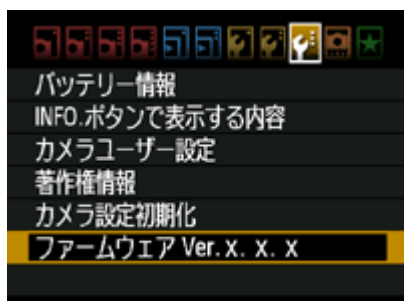 バッテリー情報
INFO.ボタンで表示する内容
カメラユーザー設定
著作権情報
カメラ設定初期化
ファームウェア Ver.x. x. x